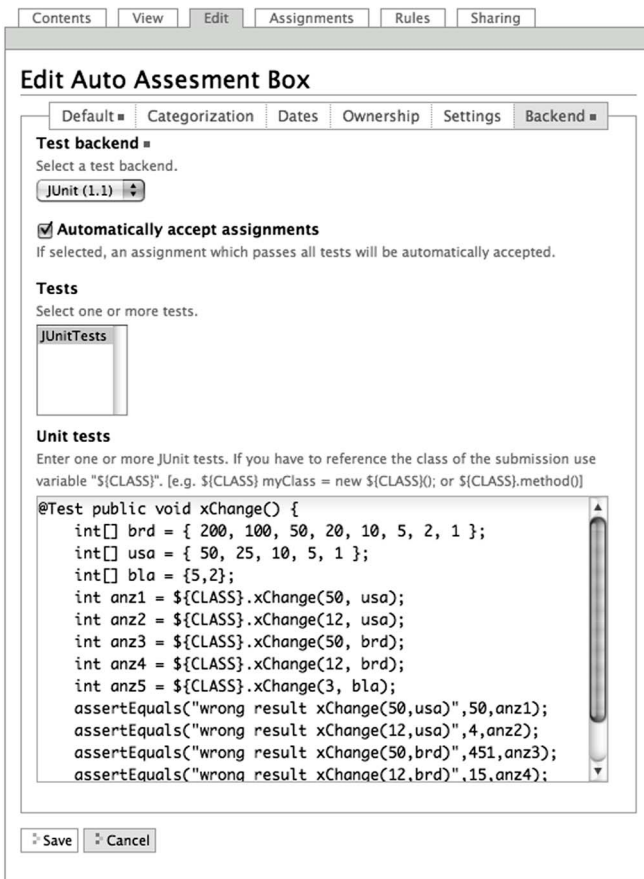 Contents View Edit Assignments Rules Sharing
Edit Auto Assesment Box
Default Categorization Dates Ownership Settings Backend
Test backend
Select a test backend.
JUnit (1.1)
Automatically accept assignments
If selected, an assignment which passes all tests will be automatically accepted.
Tests
Select one or more tests.
JUnitTests
Unit tests
Enter one or more JUnit tests. If you have to reference the class of the submission use
variable "${CLASS}". [e.g. ${CLASS} myClass = new ${CLASS}(); or ${CLASS}.method()]
@Test public void xChange() {
int[] brd = { 200, 100, 50, 20, 10, 5, 2, 1 };
int[] usa = { 50, 25, 10, 5, 1 };
int[] bla = {5,2};
int anz1 = ${CLASS}.xChange(50, usa);
int anz2 = ${CLASS}.xChange(12, usa);
int anz3 = ${CLASS}.xChange(50, brd);
int anz4 = ${CLASS}.xChange(12, brd);
int anz5 = ${CLASS}.xChange(3, bla);
assertEquals("wrong result xChange(50,usa)",50,anz1);
assertEquals("wrong result xChange(12,usa)",4,anz2);
assertEquals("wrong result xChange(50,brd)",451,anz3);
assertEquals("wrong result xChange(12,brd)",15,anz4);
Save Cancel